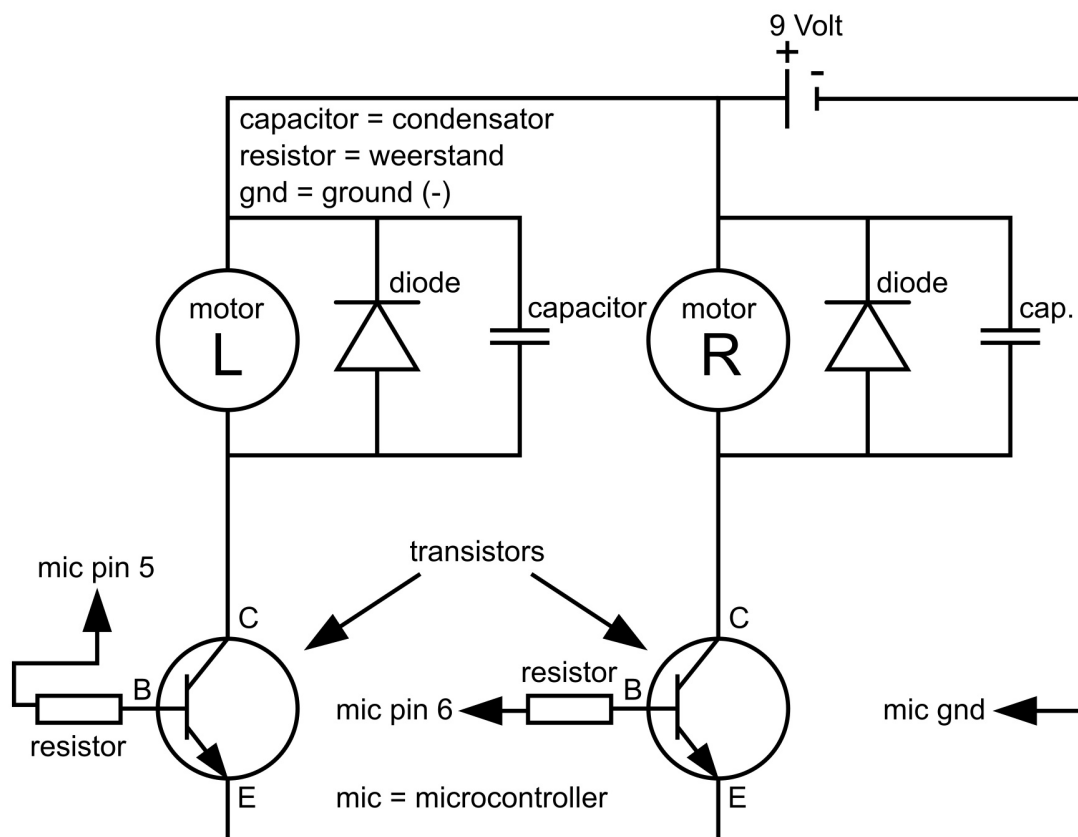 9 Volt
+ -
capacitor = condensator
resistor = weerstand
gnd = ground (-)
motor
L
diode
capacitor
motor
R
diode
cap.
mic pin 5
transistors
C
B
resistor
E
C
resistor
B
mic pin 6
E
mic gnd
mic = microcontroller